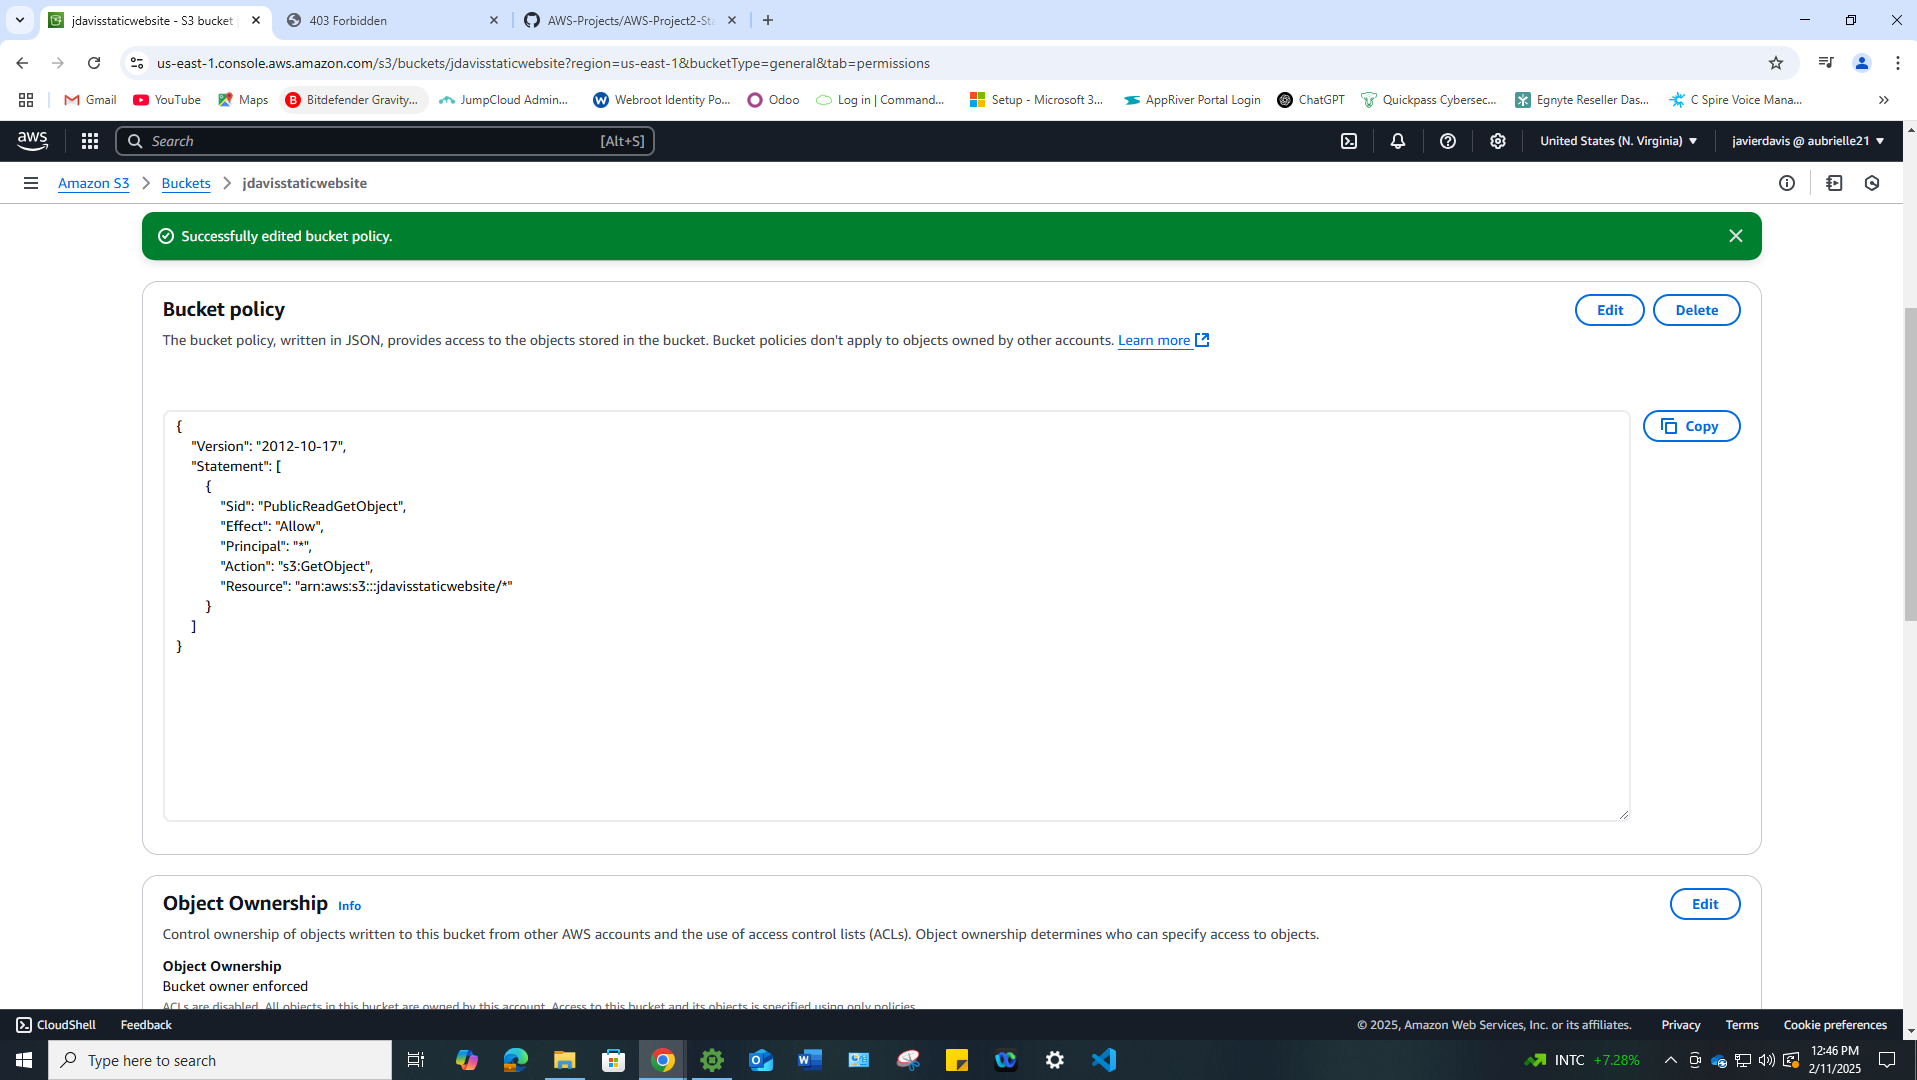 jdavisstaticwebsite - S3 bucket
403 Forbidden
AWS-Projects/AWS-Project2-Sta
us-east-1.console.aws.amazon.com/s3/buckets/jdavisstaticwebsite?region=us-east-1&bucketType=general&tab=permissions
Gmail
YouTube
Maps
Bitdefender Gravity...
JumpCloud Admin...
Webroot Identity Po...
Odoo
Log in | Command...
Setup - Microsoft 3...
AppRiver Portal Login
ChatGPT
Quickpass Cybersec...
Egnyte Reseller Das...
C Spire Voice Mana...
aws
Search
[Alt+S]
United States (N. Virginia)
javierdavis @ aubrielle21
Amazon S3
Buckets
jdavisstaticwebsite
Successfully edited bucket policy.
Bucket policy
Edit
Delete
The bucket policy, written in JSON, provides access to the objects stored in the bucket. Bucket policies don't apply to objects owned by other accounts. Learn more
Copy
{
"Version": "2012-10-17",
"Statement": [
{
"Sid": "PublicReadGetObject",
"Effect": "Allow",
"Principal": "*",
"Action": "s3:GetObject",
"Resource": "arn:aws:s3:::jdavisstaticwebsite/*"
}
]
}
Object Ownership Info
Edit
Control ownership of objects written to this bucket from other AWS accounts and the use of access control lists (ACLs). Object ownership determines who can specify access to objects.
Object Ownership
Bucket owner enforced
ACLs are disabled. All objects in this bucket are owned by this account. Access to this bucket and its objects is specified using only policies.
CloudShell
Feedback
© 2025, Amazon Web Services, Inc. or its affiliates.
Privacy
Terms
Cookie preferences
Type here to search
INTC +7.28%
12:46 PM
2/11/2025